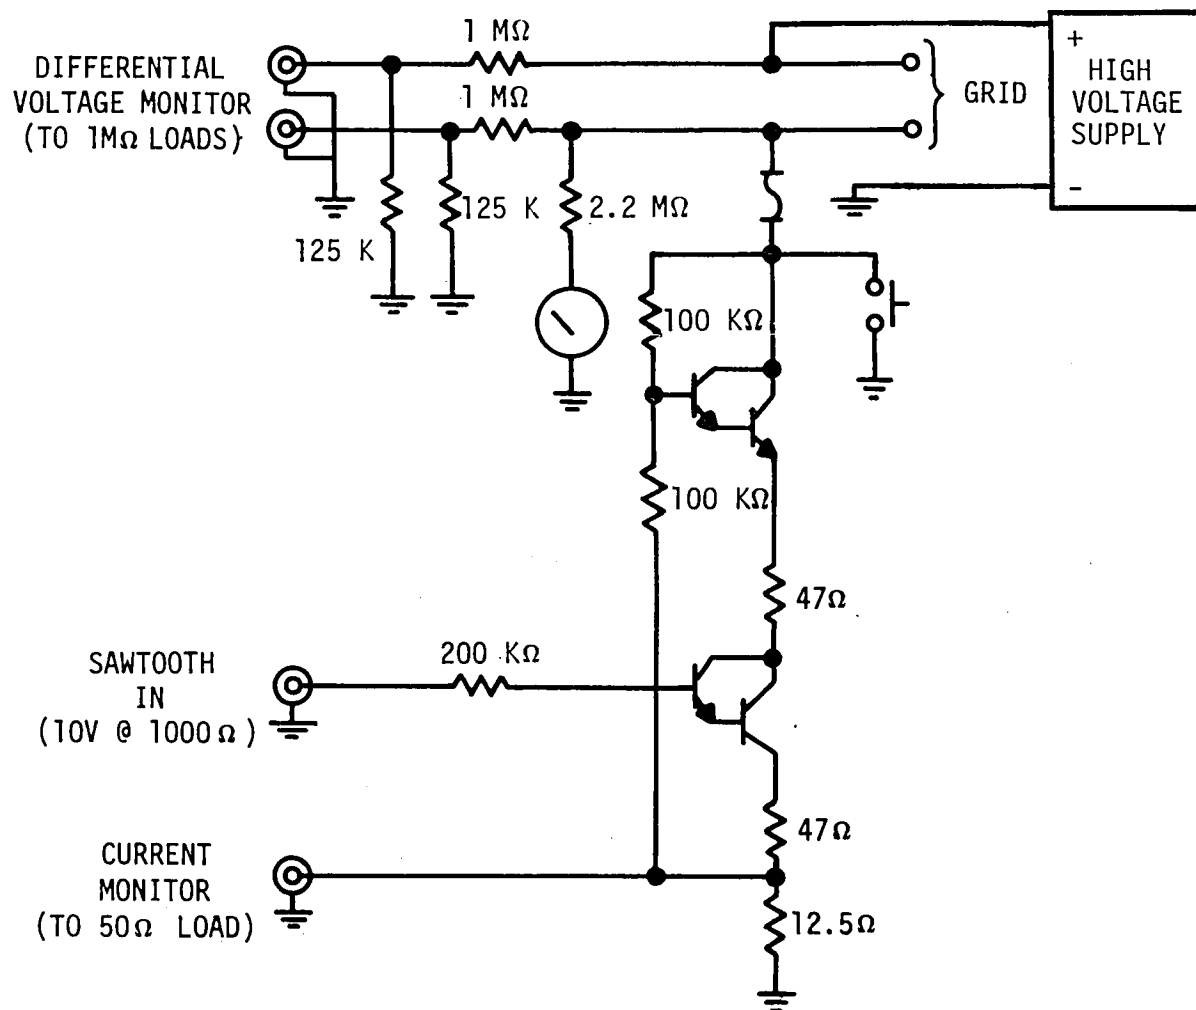 1 MΩ
DIFFERENTIAL
VOLTAGE MONITOR
(TO 1MΩ LOADS)
1 MΩ
GRID
+
HIGH
VOLTAGE
SUPPLY
-
125 K
125 K
2.2 MΩ
100 KΩ
100 KΩ
47Ω
SAWTOOTH
IN
(10V @ 1000Ω)
200 KΩ
47Ω
CURRENT
MONITOR
(TO 50Ω LOAD)
12.5Ω